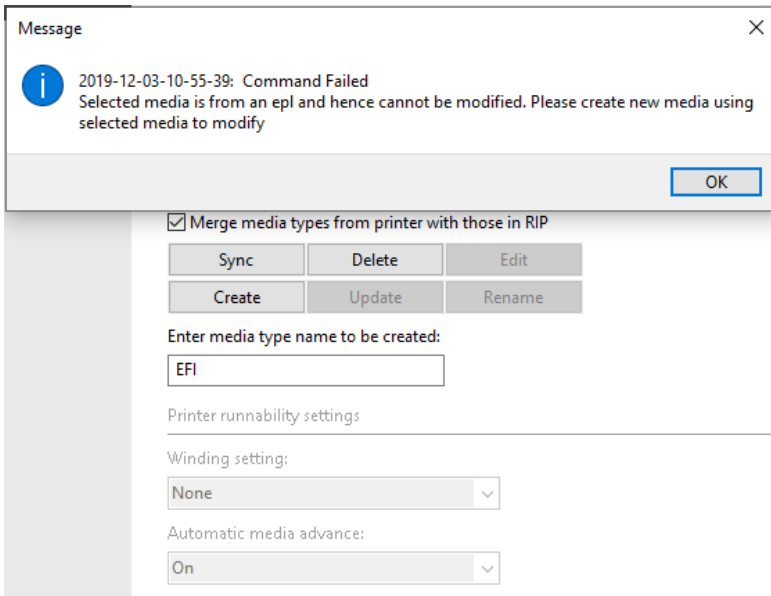 Message
2019-12-03-10-55-39: Command Failed
Selected media is from an epl and hence cannot be modified. Please create new media using
selected media to modify
OK
Merge media types from printer with those in RIP
Sync Delete Edit
Create Update Rename
Enter media type name to be created:
EFI
Printer runnability settings
Winding setting:
None
Automatic media advance:
On